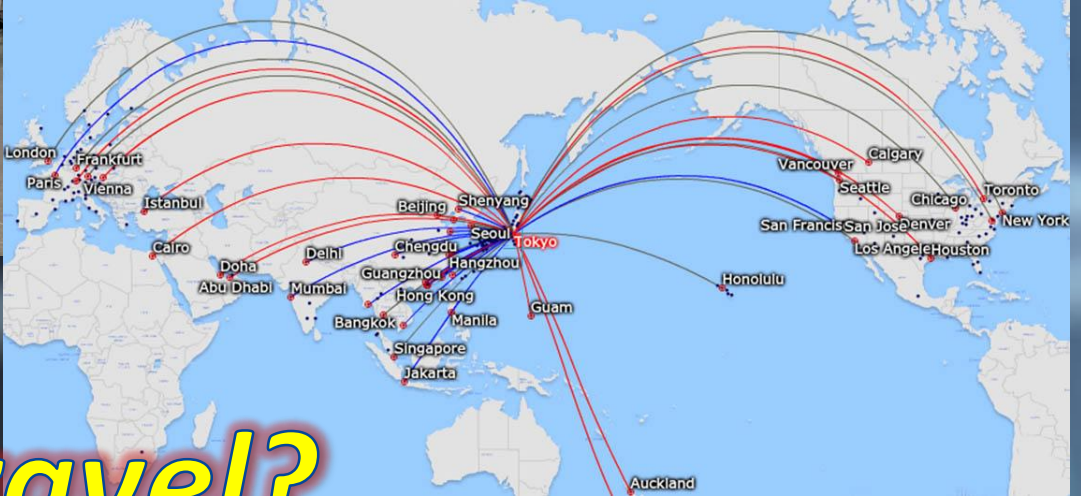 London
Frankfurt
Paris
Vienna
Istanbul
Cairo
Doha
Abu Dhabi
Delhi
Mumbai
Beijing
Shenyang
Seoul
Tokyo
Chengdu
Hangzhou
Guangzhou
Hong Kong
Bangkok
Manila
Guam
Singapore
Jakarta
Honolulu
Auckland
Vancouver
Calgary
Seattle
Chicago
Toronto
New York
San Francis
San Jose
Denver
Los Angele
Houston
avel?